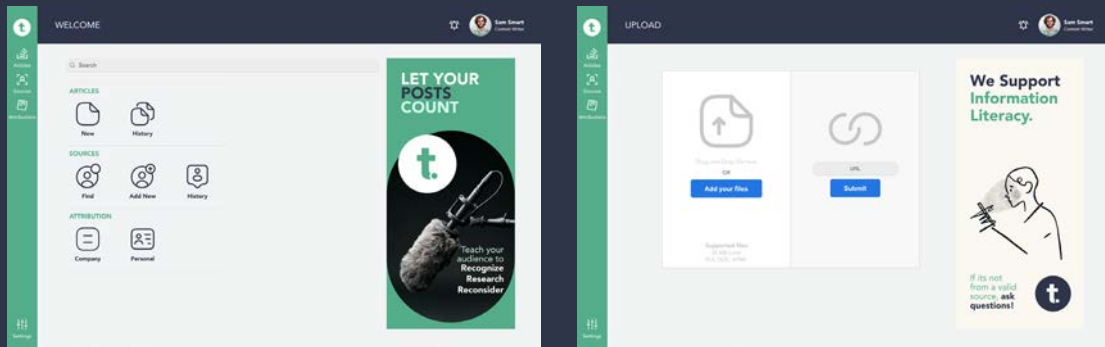 t
WELCOME
Sam Smart
Content Writer
Articles
Sources
Attributions
Settings
Search
ARTICLES
New
History
SOURCES
Find
Add New
History
ATTRIBUTION
Company
Personal
LET YOUR
POSTS
COUNT
t.
Teach your
audience to
Recognize
Research
Reconsider
t
UPLOAD
Sam Smart
Content Writer
Articles
Sources
Attributions
Settings
OR
Add your files
Supported files
URL
Submit
We Support
Information
Literacy.
If its not
from a valid
source, ask
questions!
t.